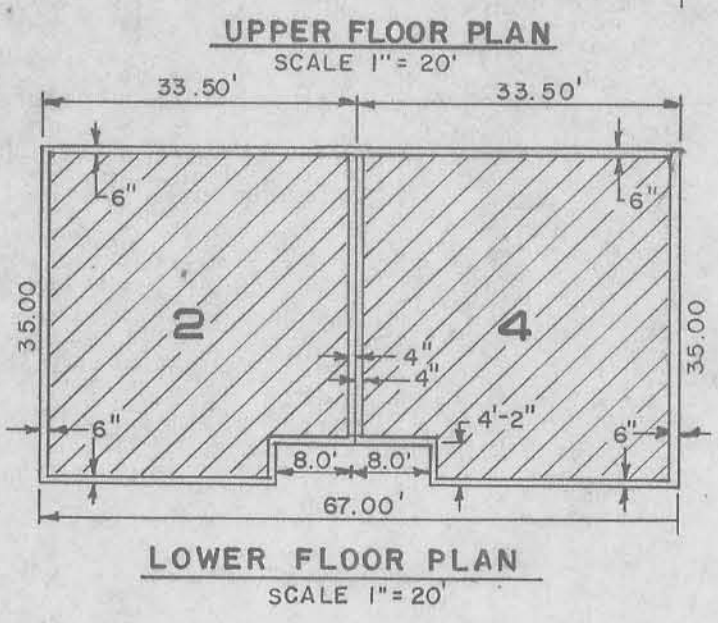 UPPER FLOOR PLAN
SCALE 1" = 20'
33.50' 33.50'
6" 6"
35.00 2 4 35.00
4"
4"
6" 4'-2" 6"
8.0' 8.0'
67.00'
LOWER FLOOR PLAN
SCALE 1" = 20'